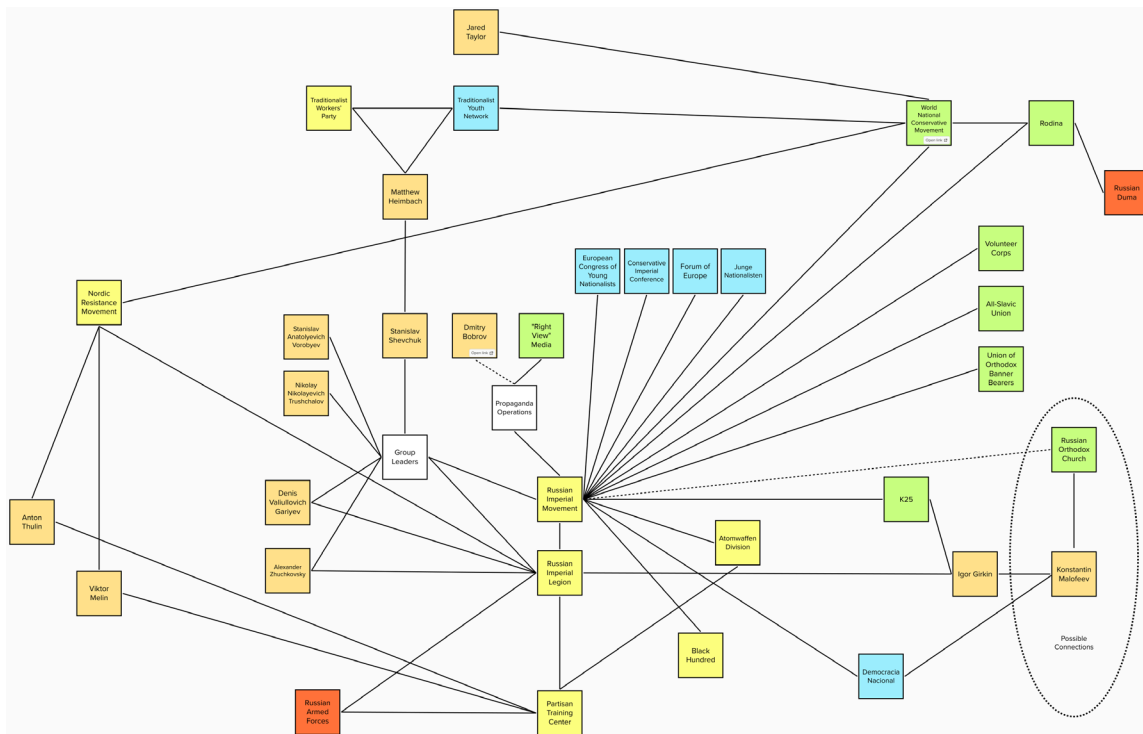 Jared
Taylor
Traditionalist
Workers'
Party
Traditionalist
Youth
Network
World
National
Conservative
Movement
Open link
Rodina
Russian
Duma
Matthew
Heimbach
European
Congress of
Young
Nationalists
Conservative
Imperial
Conference
Forum of
Europe
Junge
Nationalisten
Volunteer
Corps
Nordic
Resistance
Movement
Stanislav
Anatolyevich
Vorobyev
Stanislav
Shevchuk
Dmitry
Bobrov
Open link
"Right
View"
Media
All-Slavic
Union
Nikolay
Nikolayevich
Trushchalov
Propaganda
Operations
Union of
Orthodox
Banner
Bearers
Group
Leaders
Russian
Orthodox
Church
Denis
Valiullovich
Gariyev
Russian
Imperial
Movement
K25
Anton
Thulin
Atomwaffen
Division
Alexander
Zhuchkovsky
Russian
Imperial
Legion
Igor Girkin
Konstantin
Malofeev
Viktor
Melin
Possible
Connections
Black
Hundred
Democracia
Nacional
Russian
Armed
Forces
Partisan
Training
Center